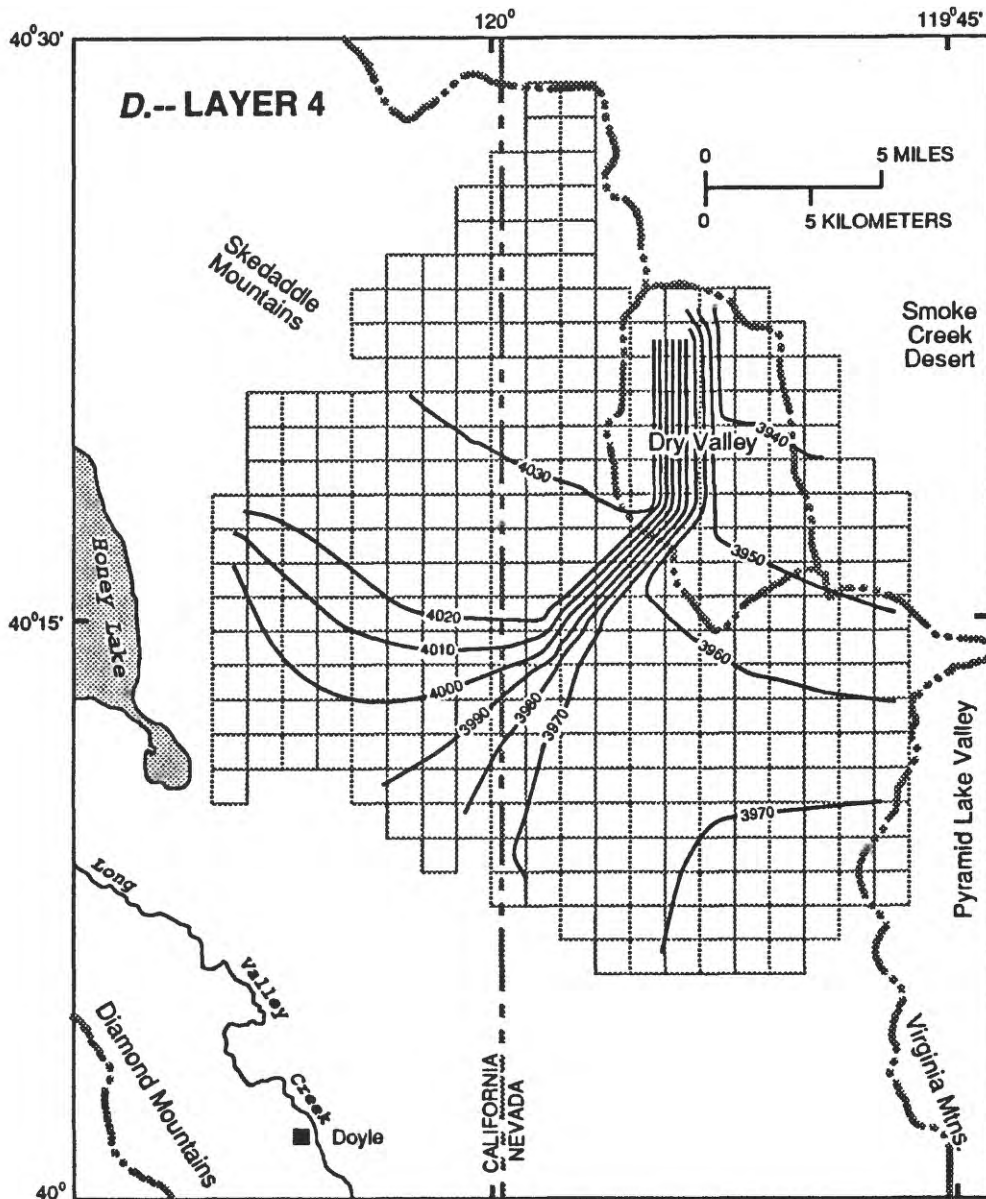 120°
119°45'
40°30'
D.-- LAYER 4
0
5 MILES
0
5 KILOMETERS
Skedaddle
Mountains
Smoke
Creek
Desert
3940
Dry Valley
4030
Honey Lake
3950
4020
40°15'
4010
3960
4000
3990
3980
3970
3970
Pyramid Lake Valley
Long
Valley
Creek
Diamond Mountains
Virginia Mtns.
CALIFORNIA
NEVADA
Doyle
40°